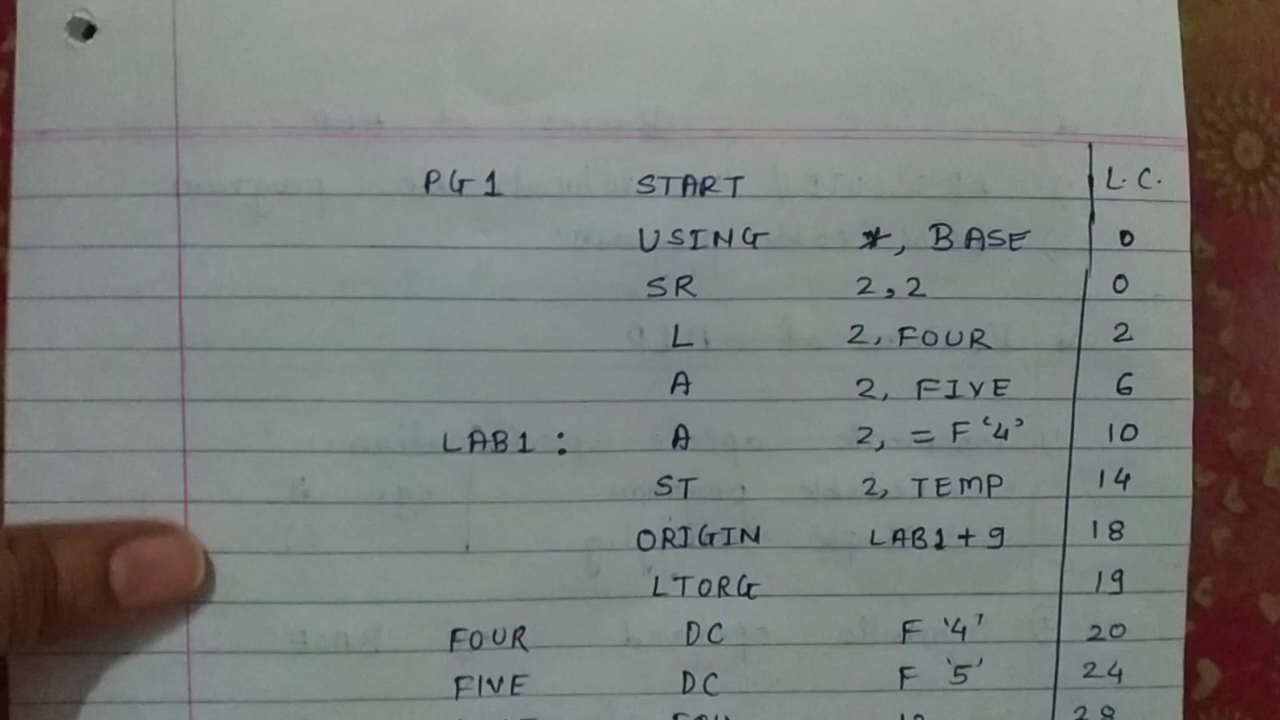 PG1 START L.C.
USING *, BASE 0
SR 2,2 0
L 2, FOUR 2
A 2, FIVE 6
LAB1 : A 2, = F '4' 10
ST 2, TEMP 14
ORIGIN LAB1+9 18
LTORG 19
FOUR DC F '4' 20
FIVE DC F '5' 24
28